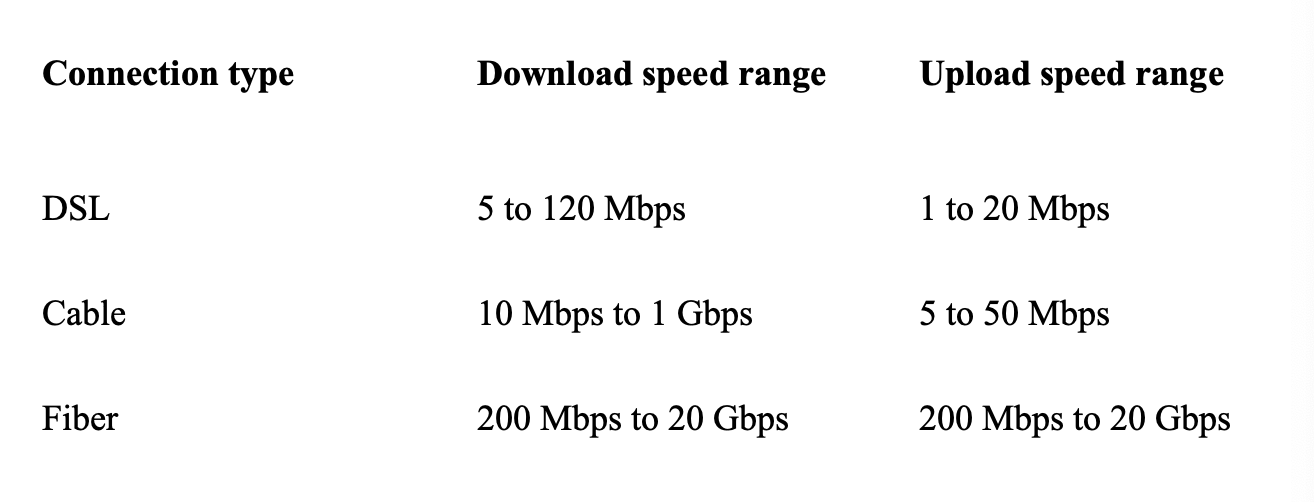 Connection type Download speed range Upload speed range
DSL 5 to 120 Mbps 1 to 20 Mbps
Cable 10 Mbps to 1 Gbps 5 to 50 Mbps
Fiber 200 Mbps to 20 Gbps 200 Mbps to 20 Gbps